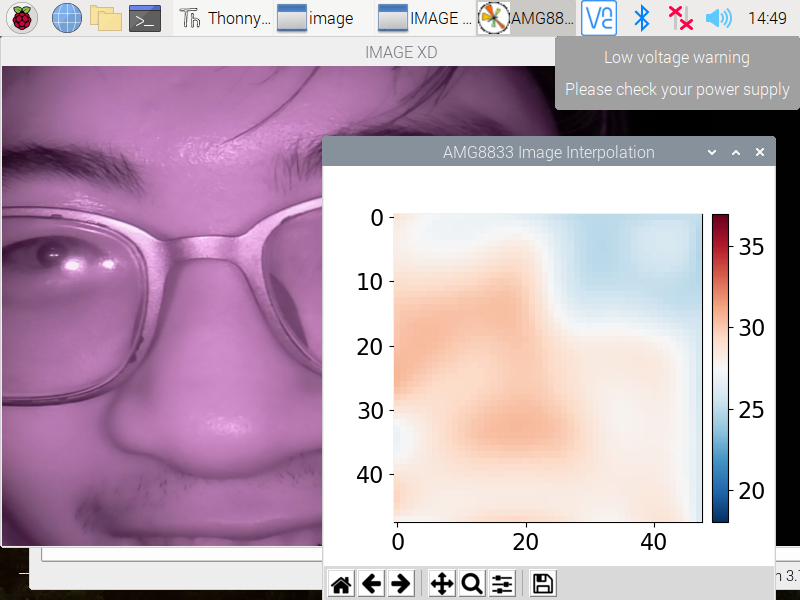 Thonny...
image
IMAGE ...
AMG88...
14:49
IMAGE XD
Low voltage warning
Please check your power supply
AMG8833 Image Interpolation
0
10
20
30
40
0
20
40
35
30
25
20
n 3.7